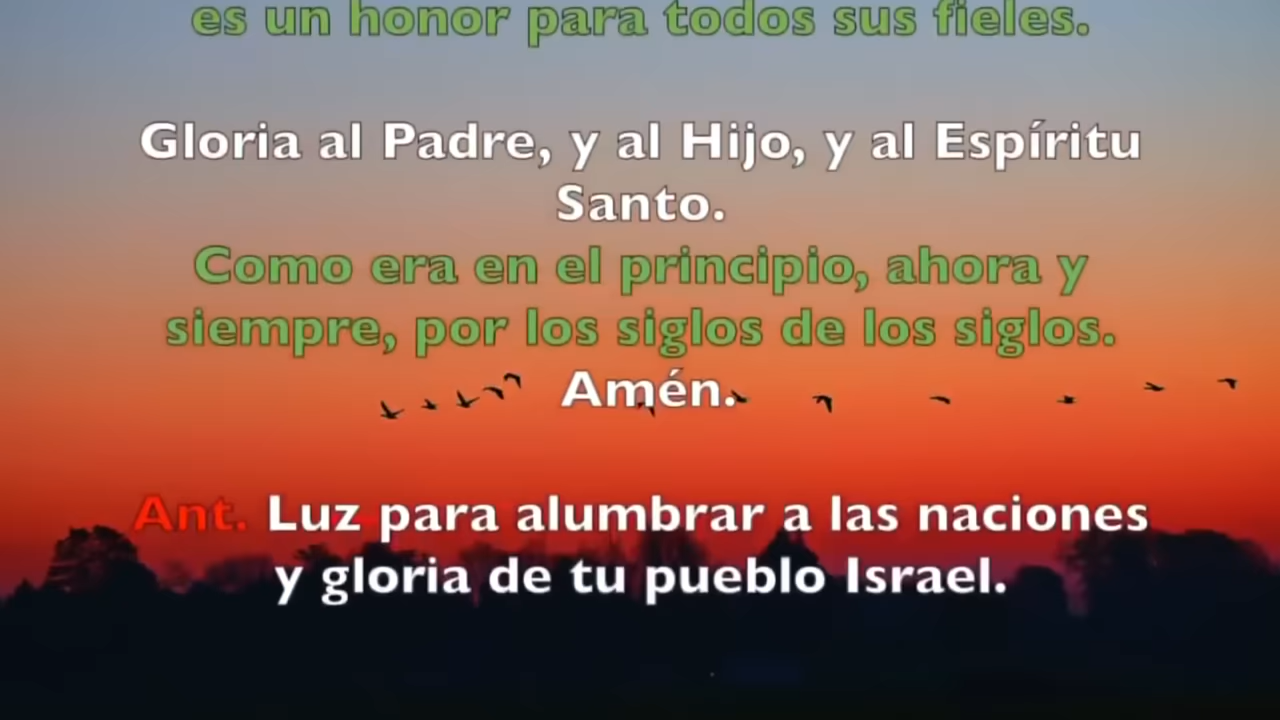 es un honor para todos sus fieles.
Gloria al Padre, y al Hijo, y al Espíritu
Santo.
Como era en el principio, ahora y
siempre, por los siglos de los siglos.
Amén.
Ant. Luz para alumbrar a las naciones
y gloria de tu pueblo Israel.